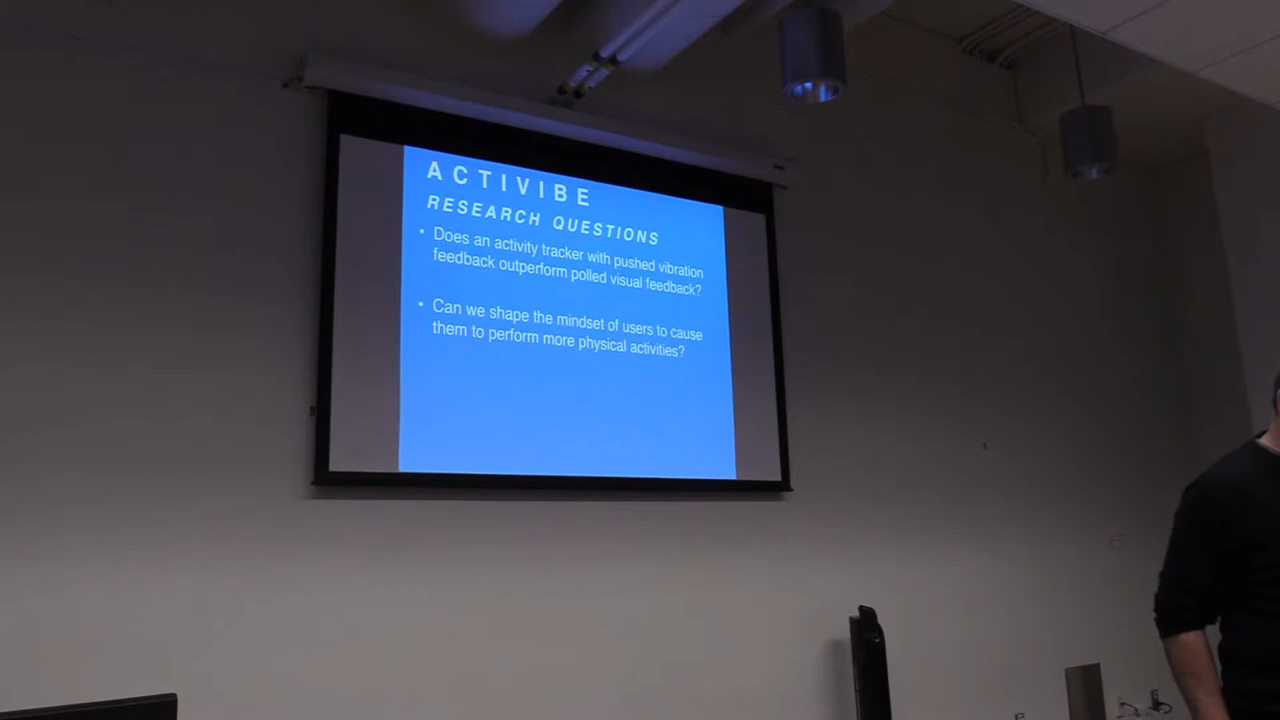 ACTIVIBE
RESEARCH QUESTIONS
• Does an activity tracker with pushed vibration
feedback outperform polled visual feedback?
• Can we shape the mindset of users to cause
them to perform more physical activities?